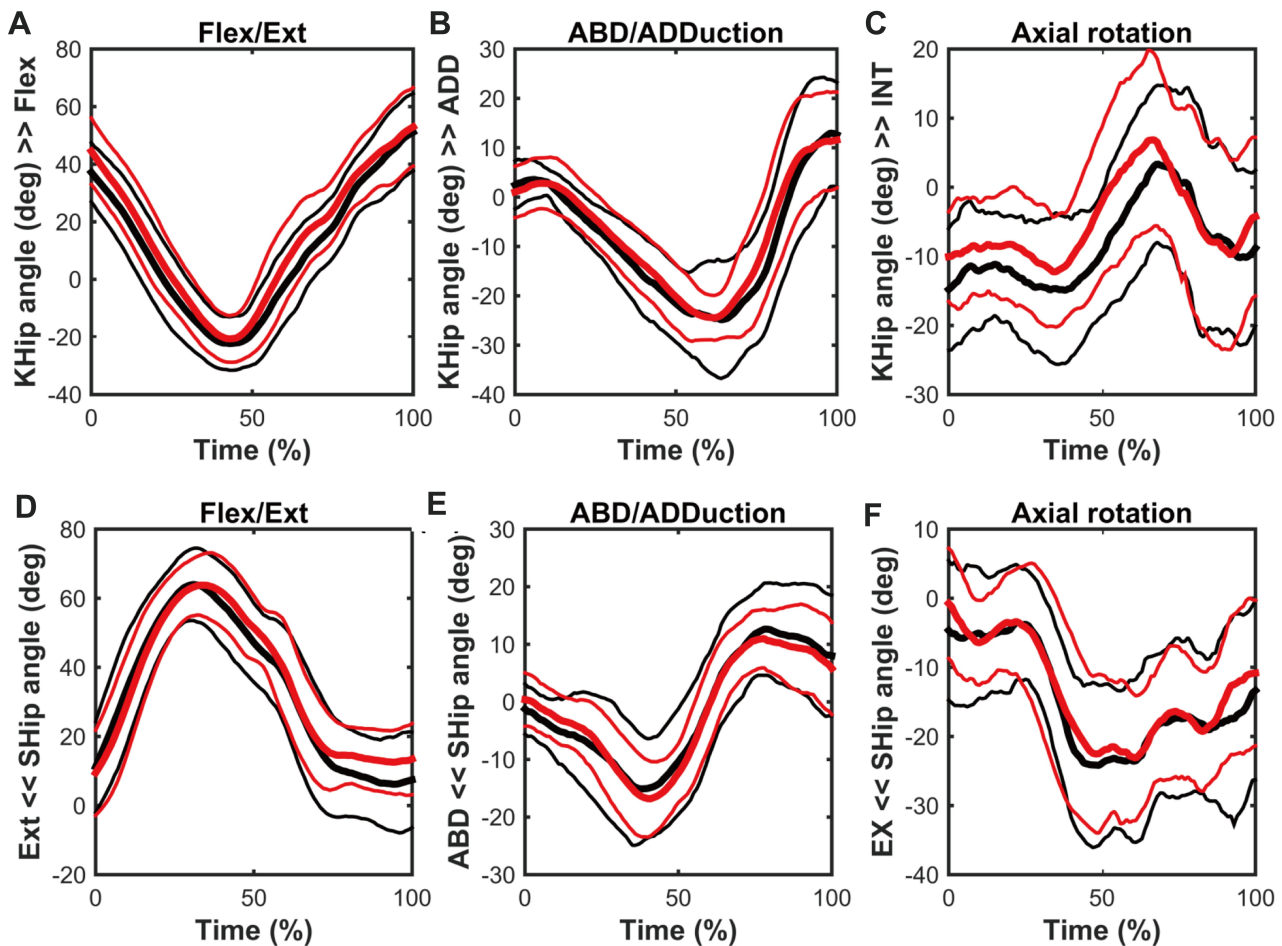 A
Flex/Ext
KHip angle (deg) >> Flex
80
60
40
20
0
-20
-40
0
50
100
Time (%)
B
ABD/ADDuction
KHip angle (deg) >> ADD
30
20
10
0
-10
-20
-30
-40
0
50
100
Time (%)
C
Axial rotation
KHip angle (deg) >> INT
20
10
0
-10
-20
-30
0
50
100
Time (%)
D
Flex/Ext
Ext << SHip angle (deg)
80
60
40
20
0
-20
0
50
100
Time (%)
E
ABD/ADDuction
ABD << SHip angle (deg)
30
20
10
0
-10
-20
-30
0
50
100
Time (%)
F
Axial rotation
EX << SHip angle (deg)
10
0
-10
-20
-30
-40
0
50
100
Time (%)